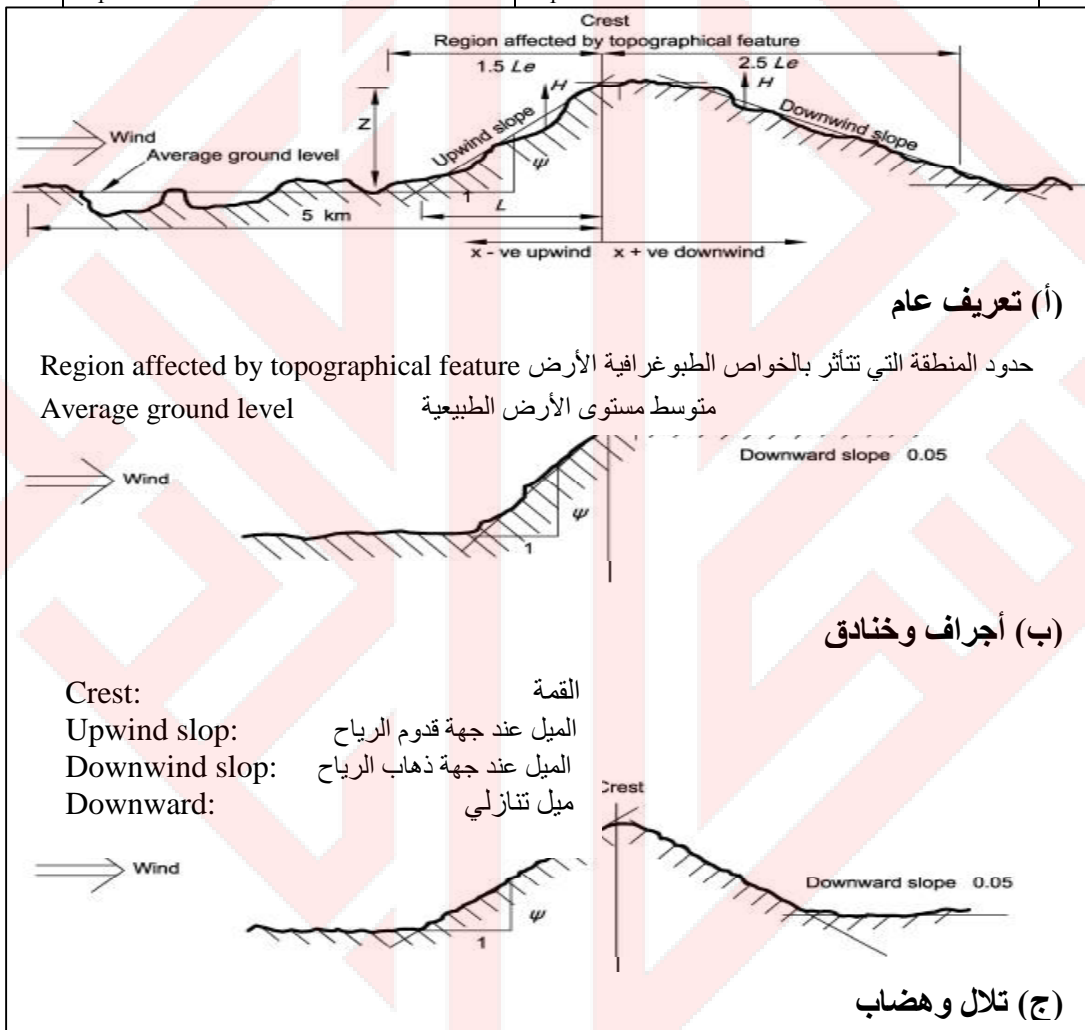 Crest
Region affected by topographical feature
1.5 Le
2.5 Le
H
H
Z
Wind
Upwind slope
Downwind slope
Average ground level
ψ
1
L
5 km
x - ve upwind x + ve downwind
(أ) تعريف عام
حدود المنطقة التي تتأثر بالخواص الطبوغرافية الأرض Region affected by topographical feature
متوسط مستوى الأرض الطبيعية Average ground level
Downward slope 0.05
Wind
ψ
1
(ب) أجراف وخنادق
Crest: القمة
Upwind slop: الميل عند جهة قدوم الرياح
Downwind slop: الميل عند جهة ذهاب الرياح
Downward: ميل تنازلي
Crest
Wind
Downward slope 0.05
ψ
1
(ج) تلال وهضاب